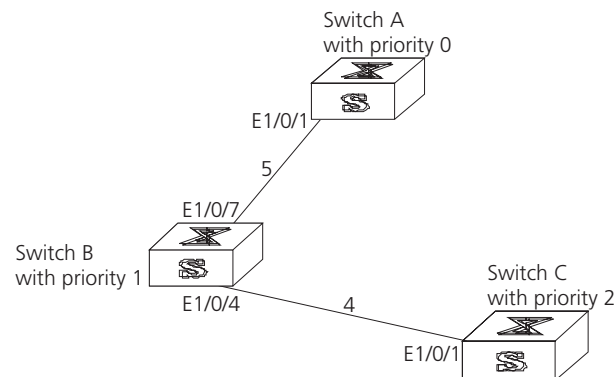 Switch A
with priority 0
E1/0/1
5
E1/0/7
Switch B
with priority 1
E1/0/4
4
Switch C
with priority 2
E1/0/1
S
S
S